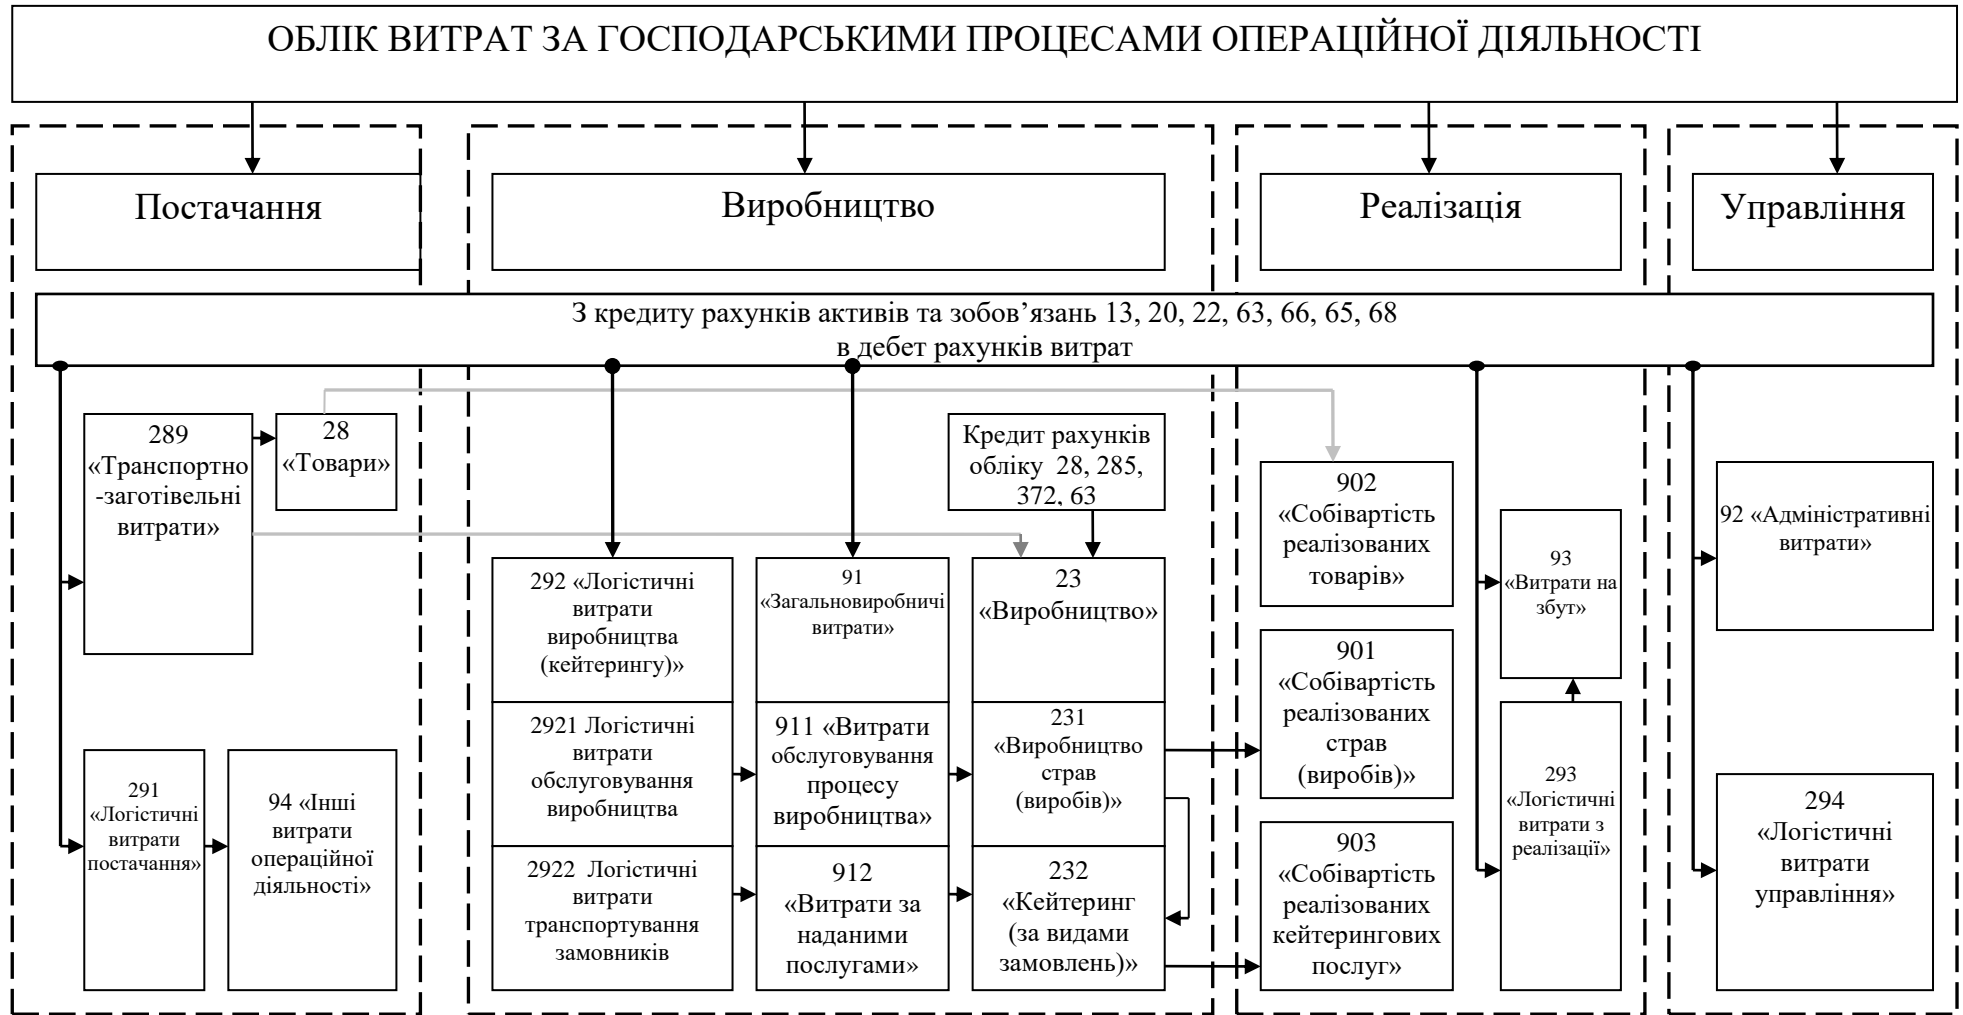 ОБЛІК ВИТРАТ ЗА ГОСПОДАРСЬКИМИ ПРОЦЕСАМИ ОПЕРАЦІЙНОЇ ДІЯЛЬНОСТІ
Постачання
Виробництво
Реалізація
Управління
З кредиту рахунків активів та зобов’язань 13, 20, 22, 63, 66, 65, 68
в дебет рахунків витрат
289
«Транспортно
-заготівельні
витрати»
28
«Товари»
291
«Логістичні
витрати
постачання»
94 «Інші
витрати
операційної
діяльності»
292 «Логістичні
витрати
виробництва
(кейтерингу)»
2921 Логістичні
витрати
обслуговування
виробництва
2922 Логістичні
витрати
транспортування
замовників
91
«Загальновиробничі
витрати»
911 «Витрати
обслуговування
процесу
виробництва»
912
«Витрати за
наданими
послугами»
Кредит рахунків
обліку 28, 285,
372, 63
23
«Виробництво»
231
«Виробництво
страв
(виробів)»
232
«Кейтеринг
(за видами
замовлень)»
902
«Собівартість
реалізованих
товарів»
901
«Собівартість
реалізованих
страв
(виробів)»
903
«Собівартість
реалізованих
кейтерингових
послуг»
93
«Витрати на
збут»
293
«Логістичні
витрати з
реалізації»
92 «Адміністративні
витрати»
294
«Логістичні
витрати
управління»